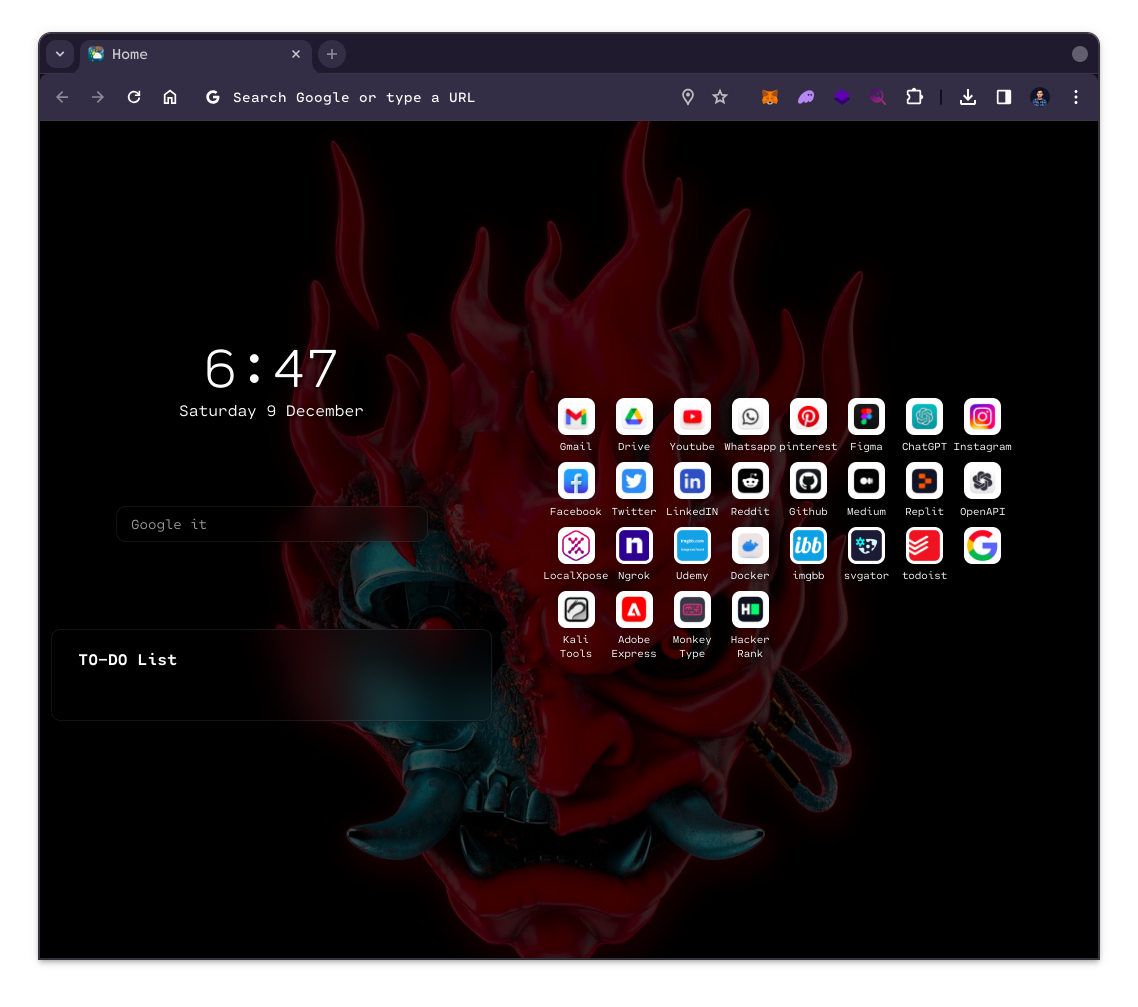 Home
Search Google or type a URL
6:47
Saturday 9 December
Google it
TO-DO List
Gmail Drive Youtube Whatsapp pinterest Figma ChatGPT Instagram
Facebook Twitter LinkedIN Reddit Github Medium Replit OpenAPI
ibb
LocalXpose Ngrok Udemy Docker imgbb svgator todoist
Kali Adobe Monkey Hacker
Tools Express Type Rank